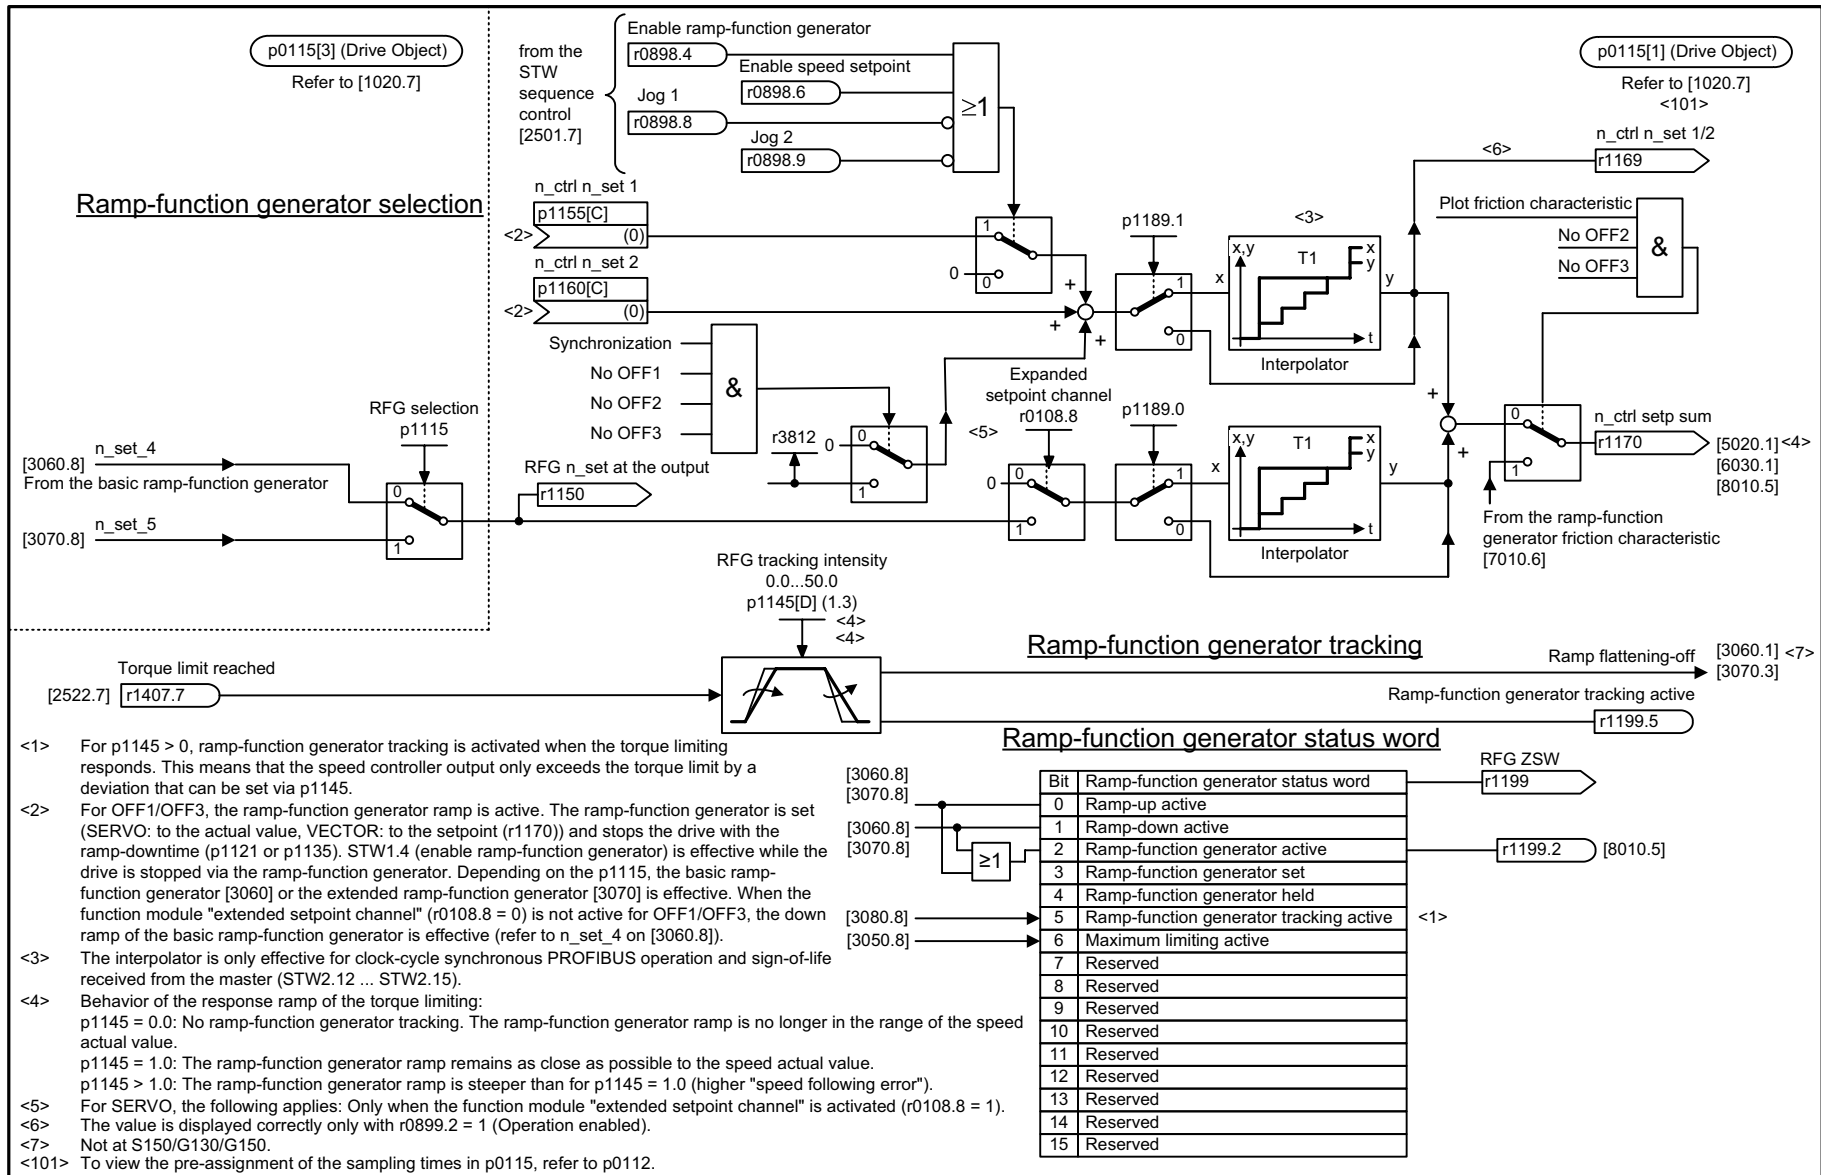 p0115[3] (Drive Object)
Refer to [1020.7]
Ramp-function generator selection
from the
STW
sequence
control
[2501.7]
Enable ramp-function generator
r0898.4
Enable speed setpoint
r0898.6
Jog 1
r0898.8
Jog 2
r0898.9
≥1
p0115[1] (Drive Object)
Refer to [1020.7]
<101>
n_ctrl n_set 1/2
<6>
r1169
n_ctrl n_set 1
p1155[C]
<2>
(0)
n_ctrl n_set 2
p1160[C]
<2>
(0)
1
0
0
+
+
+
p1189.1
1
0
<3>
x
x,y
T1
x
y
t
y
Interpolator
Plot friction characteristic
No OFF2
No OFF3
&
Synchronization
No OFF1
No OFF2
No OFF3
&
r3812
0
0
1
RFG n_set at the output
r1150
RFG selection
p1115
[3060.8]
n_set_4
From the basic ramp-function generator
[3070.8]
n_set_5
0
1
Expanded
setpoint channel
r0108.8
<5>
0
0
1
p1189.0
1
0
x
x,y
T1
x
y
t
y
Interpolator
+
+
0
1
n_ctrl setp sum
r1170
[5020.1]
<4>
[6030.1]
[8010.5]
From the ramp-function
generator friction characteristic
[7010.6]
RFG tracking intensity
0.0...50.0
p1145[D] (1.3)
<4>
<4>
Ramp-function generator tracking
Torque limit reached
[2522.7]
r1407.7
Ramp flattening-off
[3060.1]
<7>
[3070.3]
Ramp-function generator tracking active
r1199.5
Ramp-function generator status word
RFG ZSW
r1199
[3060.8]
[3070.8]
[3060.8]
[3070.8]
≥1
[3080.8]
[3050.8]
Bit Ramp-function generator status word
0 Ramp-up active
1 Ramp-down active
2 Ramp-function generator active
r1199.2
[8010.5]
3 Ramp-function generator set
4 Ramp-function generator held
5 Ramp-function generator tracking active
<1>
6 Maximum limiting active
7 Reserved
8 Reserved
9 Reserved
10 Reserved
11 Reserved
12 Reserved
13 Reserved
14 Reserved
15 Reserved
<1> For p1145 > 0, ramp-function generator tracking is activated when the torque limiting
responds. This means that the speed controller output only exceeds the torque limit by a
deviation that can be set via p1145.
<2> For OFF1/OFF3, the ramp-function generator ramp is active. The ramp-function generator is set
(SERVO: to the actual value, VECTOR: to the setpoint (r1170)) and stops the drive with the
ramp-downtime (p1121 or p1135). STW1.4 (enable ramp-function generator) is effective while the
drive is stopped via the ramp-function generator. Depending on the p1115, the basic ramp-
function generator [3060] or the extended ramp-function generator [3070] is effective. When the
function module "extended setpoint channel" (r0108.8 = 0) is not active for OFF1/OFF3, the down
ramp of the basic ramp-function generator is effective (refer to n_set_4 on [3060.8]).
<3> The interpolator is only effective for clock-cycle synchronous PROFIBUS operation and sign-of-life
received from the master (STW2.12 ... STW2.15).
<4> Behavior of the response ramp of the torque limiting:
p1145 = 0.0: No ramp-function generator tracking. The ramp-function generator ramp is no longer in the range of the speed
actual value.
p1145 = 1.0: The ramp-function generator ramp remains as close as possible to the speed actual value.
p1145 > 1.0: The ramp-function generator ramp is steeper than for p1145 = 1.0 (higher "speed following error").
<5> For SERVO, the following applies: Only when the function module "extended setpoint channel" is activated (r0108.8 = 1).
<6> The value is displayed correctly only with r0899.2 = 1 (Operation enabled).
<7> Not at S150/G130/G150.
<101> To view the pre-assignment of the sampling times in p0115, refer to p0112.